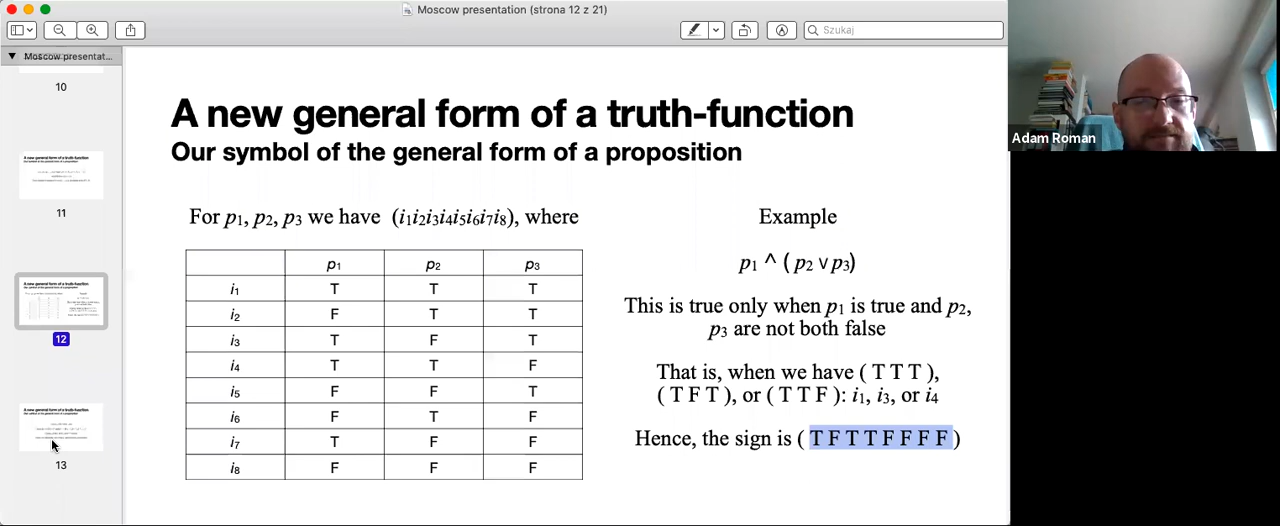 Moscow presentation (strona 12 z 21)
Szukaj
Moscow presentat...
10
11
12
13
A new general form of a truth-function
Our symbol of the general form of a proposition
For p₁, p₂, p₃ we have (i₁i₂i₃i₄i₅i₆i₇i₈), where
p₁ p₂ p₃
i₁ T T T
i₂ F T T
i₃ T F T
i₄ T T F
i₅ F F T
i₆ F T F
i₇ T F F
i₈ F F F
Example
p₁ ∧ ( p₂ ∨ p₃)
This is true only when p₁ is true and p₂,
p₃ are not both false
That is, when we have ( T T T ),
( T F T ), or ( T T F ): i₁, i₃, or i₄
Hence, the sign is ( T F T T F F F F )
Adam Roman